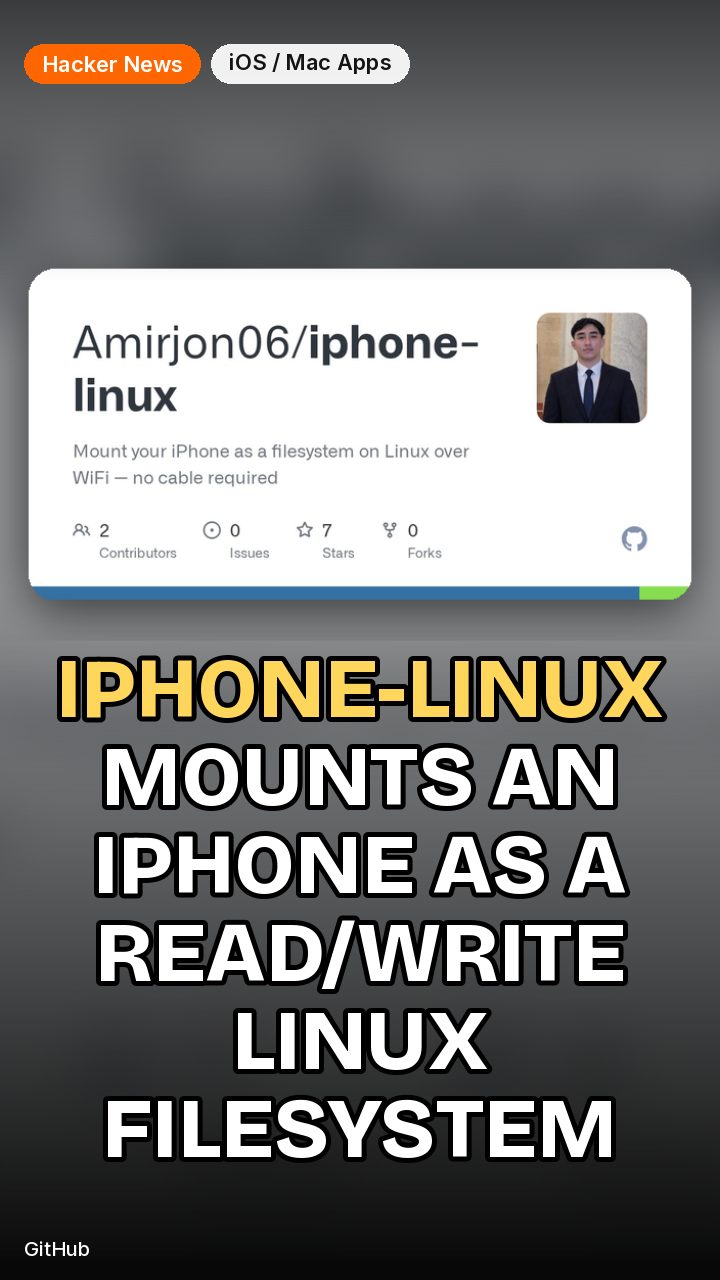 Hacker News
iOS / Mac Apps
Amirjon06/iphone-
linux
Mount your iPhone as a filesystem on Linux over
WiFi — no cable required
2
Contributors
0
Issues
7
Stars
0
Forks
IPHONE-LINUX
MOUNTS AN
IPHONE AS A
READ/WRITE
LINUX
FILESYSTEM
GitHub